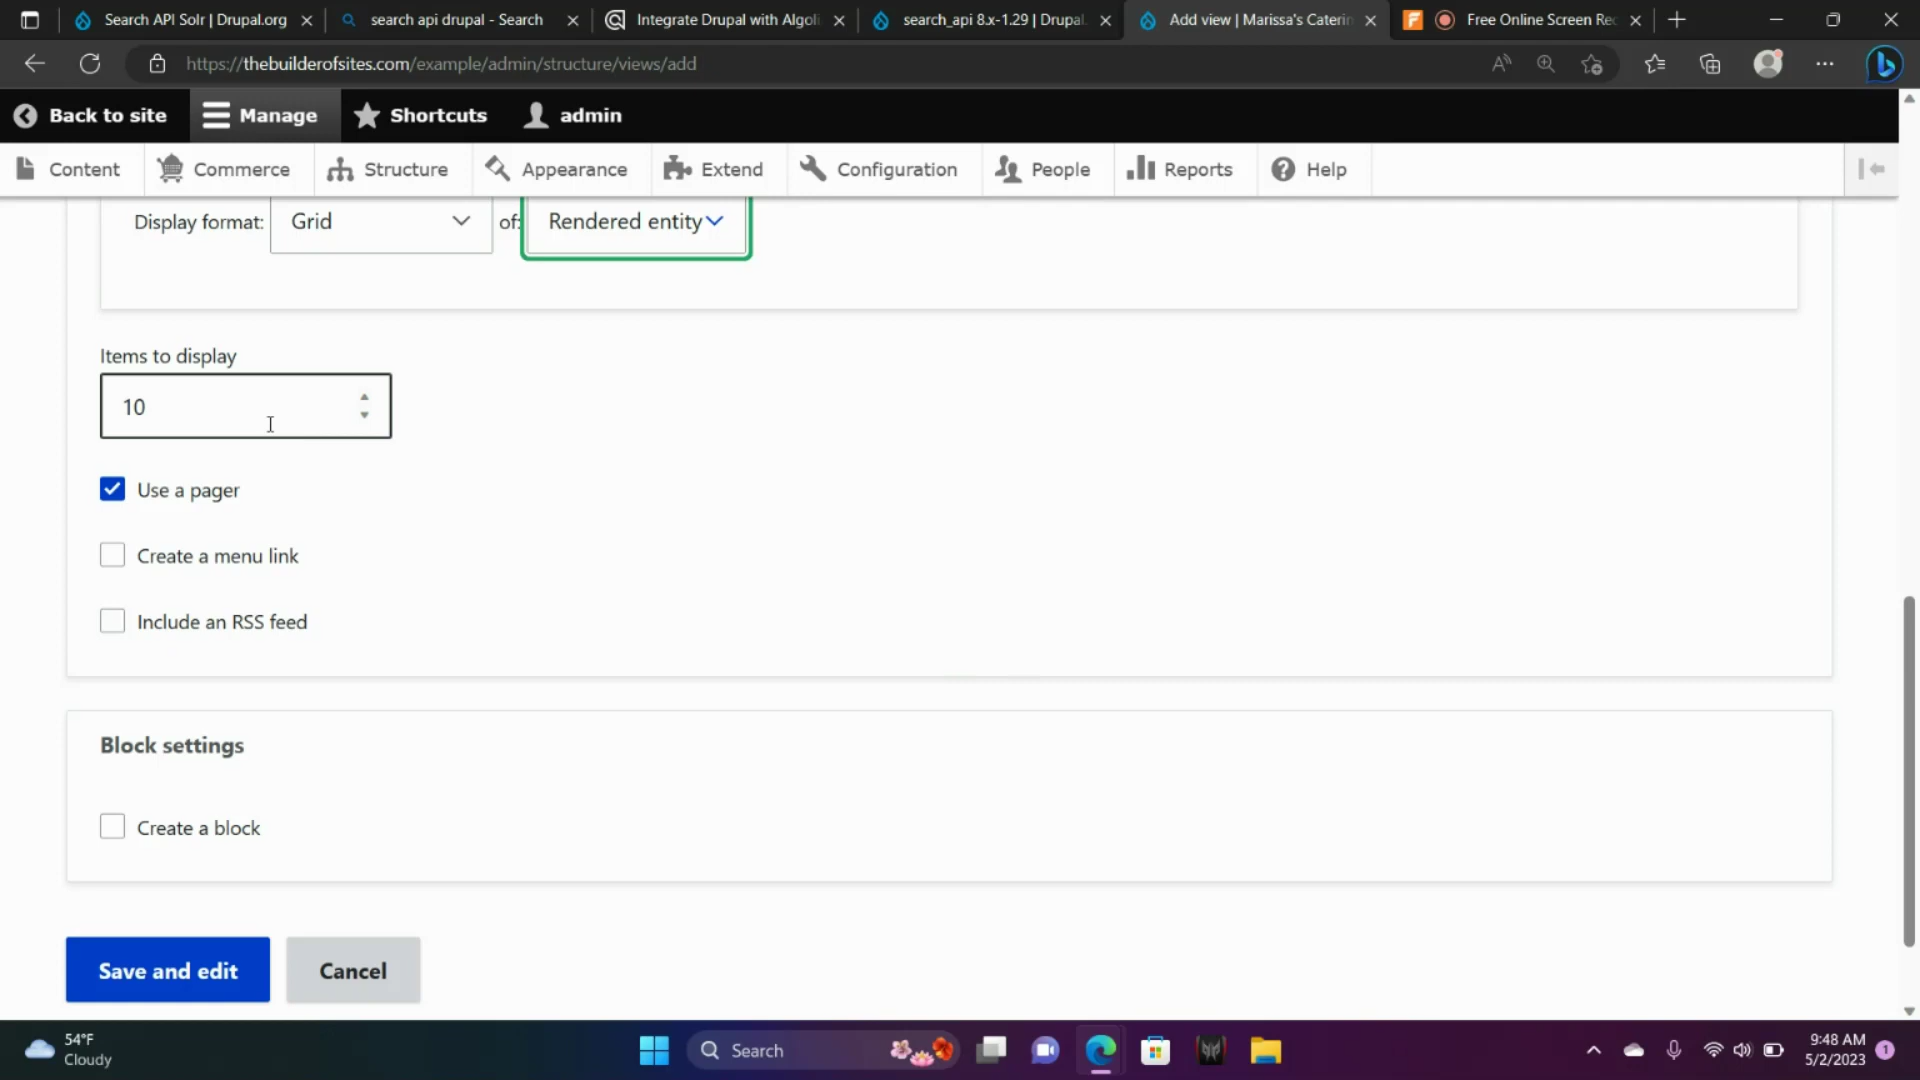 Search API Solr | Drupal.org
search api drupal - Search
Integrate Drupal with Algoli
search_api 8.x-1.29 | Drupal.
Add view | Marissa's Caterin
Free Online Screen Rec
https://thebuilderofsites.com/example/admin/structure/views/add
Back to site
Manage
Shortcuts
admin
Content
Commerce
Structure
Appearance
Extend
Configuration
People
Reports
Help
Display format: Grid of: Rendered entity
Items to display
10
Use a pager
Create a menu link
Include an RSS feed
Block settings
Create a block
Save and edit
Cancel
54°F
Cloudy
Search
9:48 AM
5/2/2023
1